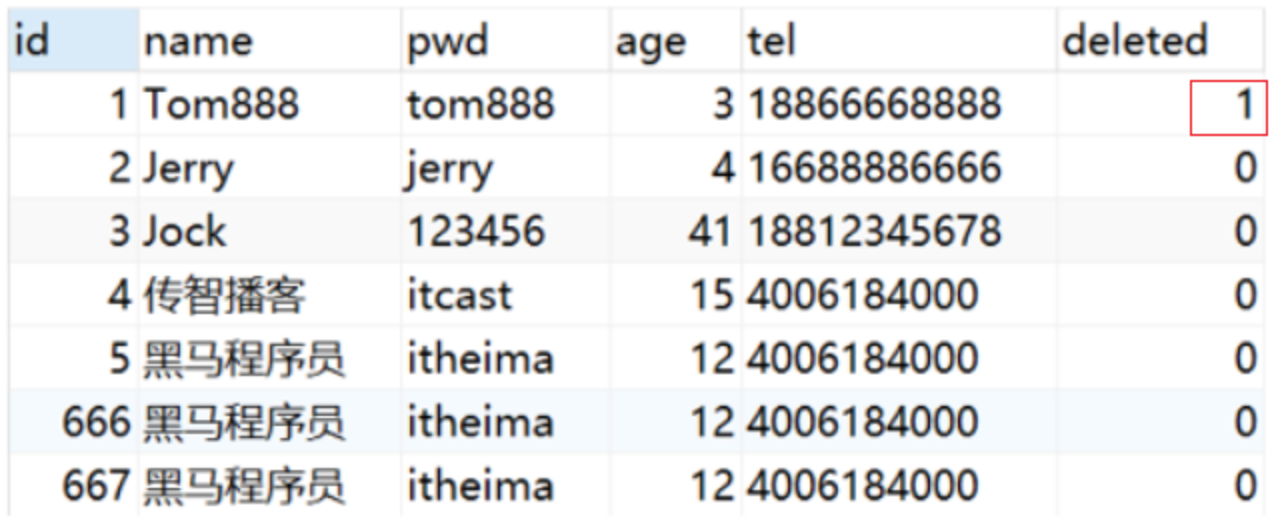 id name pwd age tel deleted
1 Tom888 tom888 3 18866668888 1
2 Jerry jerry 4 16688886666 0
3 Jock 123456 41 18812345678 0
4 传智播客 itcast 15 4006184000 0
5 黑马程序员 itheima 12 4006184000 0
666 黑马程序员 itheima 12 4006184000 0
667 黑马程序员 itheima 12 4006184000 0